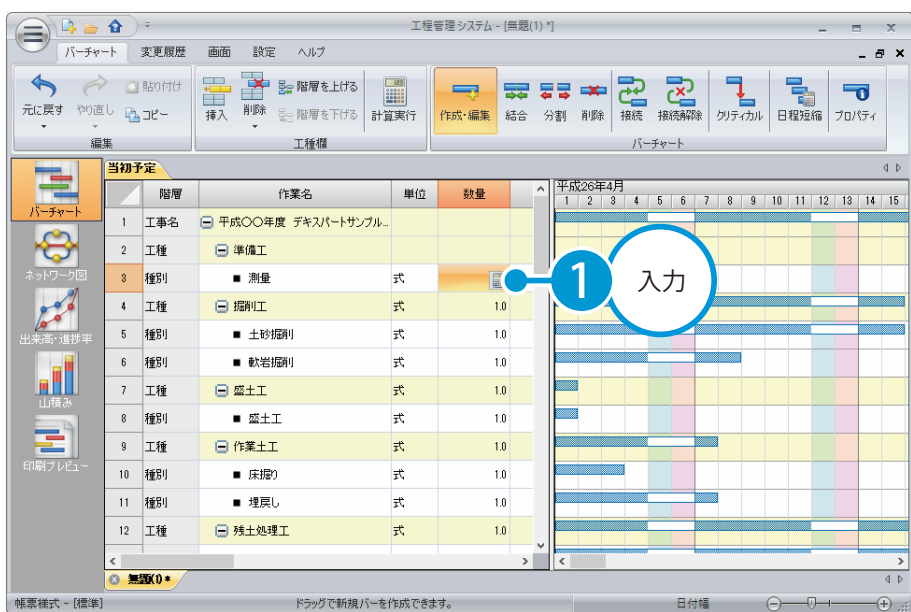 工程管理システム - [無題(1) *]
バーチャート 変更履歴 画面 設定 ヘルプ
元に戻す やり直し 貼り付け コピー 挿入 削除 階層を上げる 階層を下げる 計算実行 作成・編集 結合 分割 削除 接続 接続解除 クリティカル 日程短縮 プロパティ
編集 工種欄 バーチャート
バーチャート
ネットワーク図
出来高・進捗率
山積み
印刷プレビュー
当初予定
階層 作業名 単位 数量
平成26年4月
1 2 3 4 5 6 7 8 9 10 11 12 13 14 15
1 工事名 平成〇〇年度 デキスパートサンプル...
2 工種 準備工
3 種別 ■ 測量 式
1 入力
4 工種 掘削工 式 1.0
5 種別 ■ 土砂掘削 式 1.0
6 種別 ■ 軟岩掘削 式 1.0
7 工種 盛土工 式 1.0
8 種別 ■ 盛土工 式 1.0
9 工種 作業土工 式 1.0
10 種別 ■ 床掘り 式 1.0
11 種別 ■ 埋戻し 式 1.0
12 工種 残土処理工 式 1.0
無題(1) *
帳票様式 - [標準] ドラッグで新規バーを作成できます。 日付幅